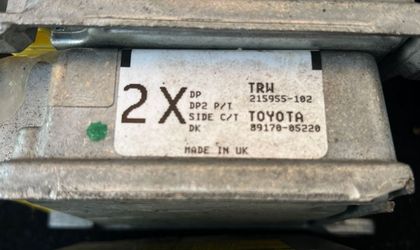 2X DP TRW
DP2 P/T 215955-102
SIDE C/T TOYOTA
DK 89170-05220
MADE IN UK